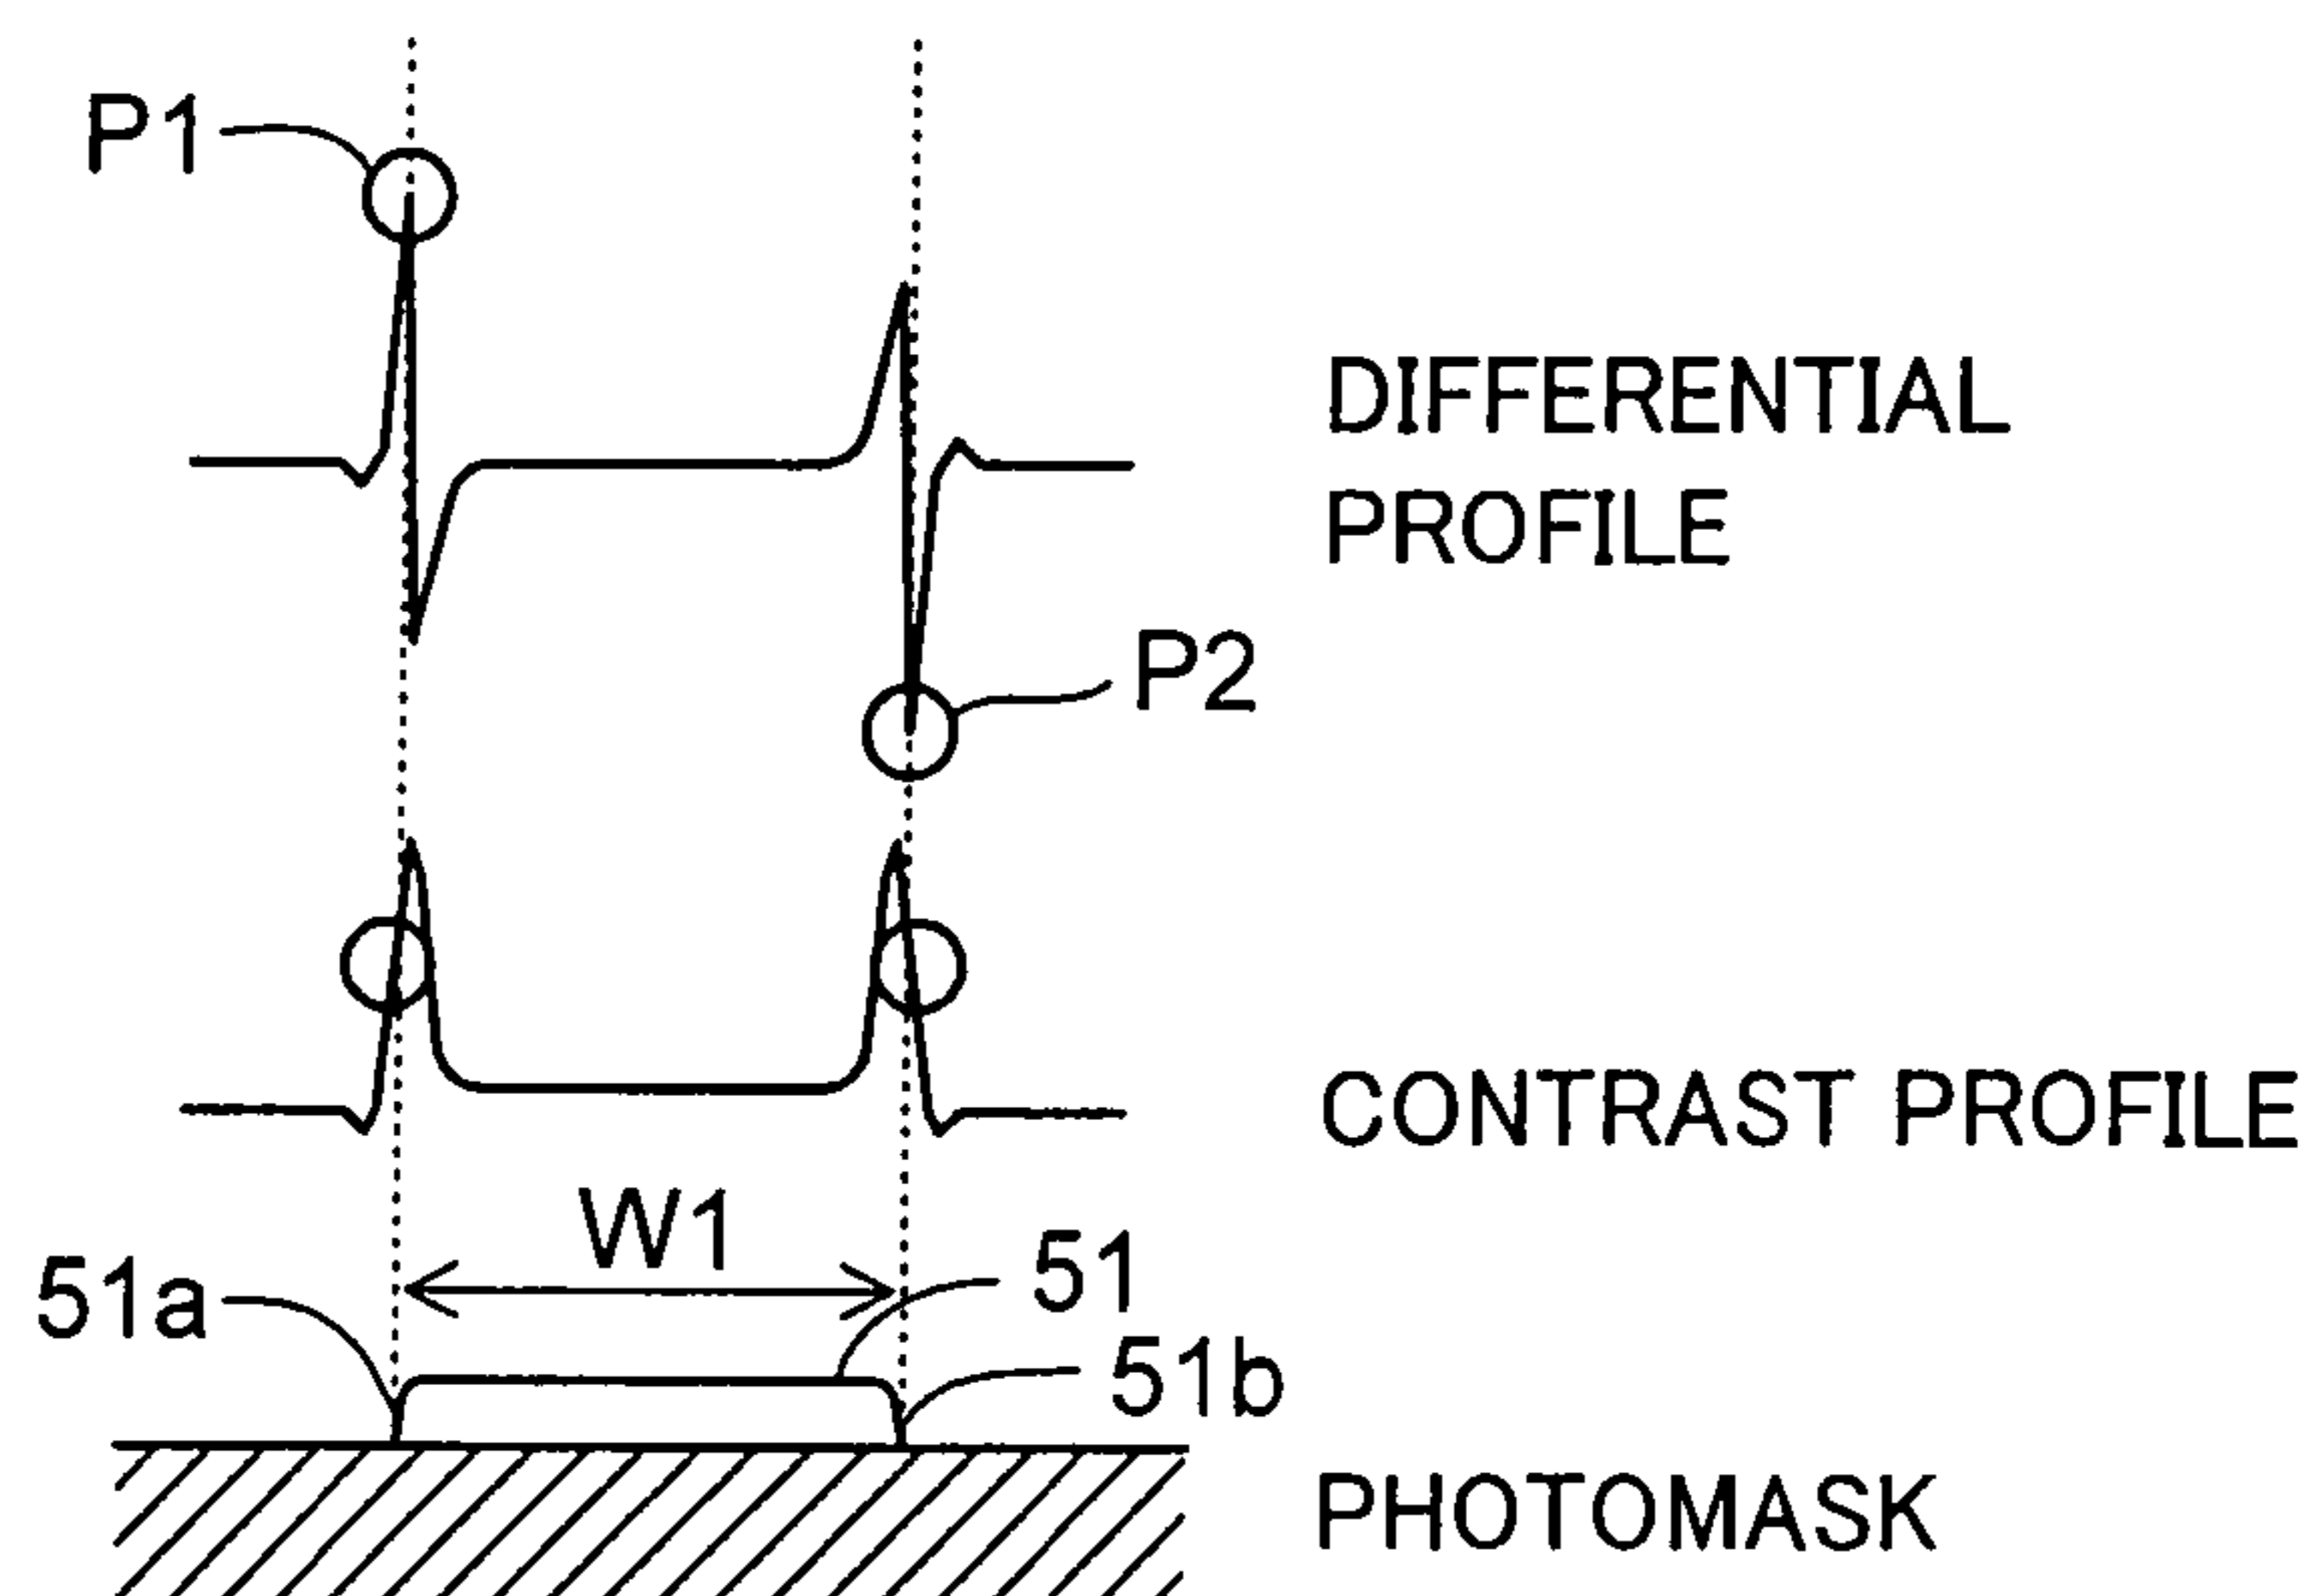 P1
DIFFERENTIAL
PROFILE
P2
CONTRAST PROFILE
W1
51
51a
51b
PHOTOMASK